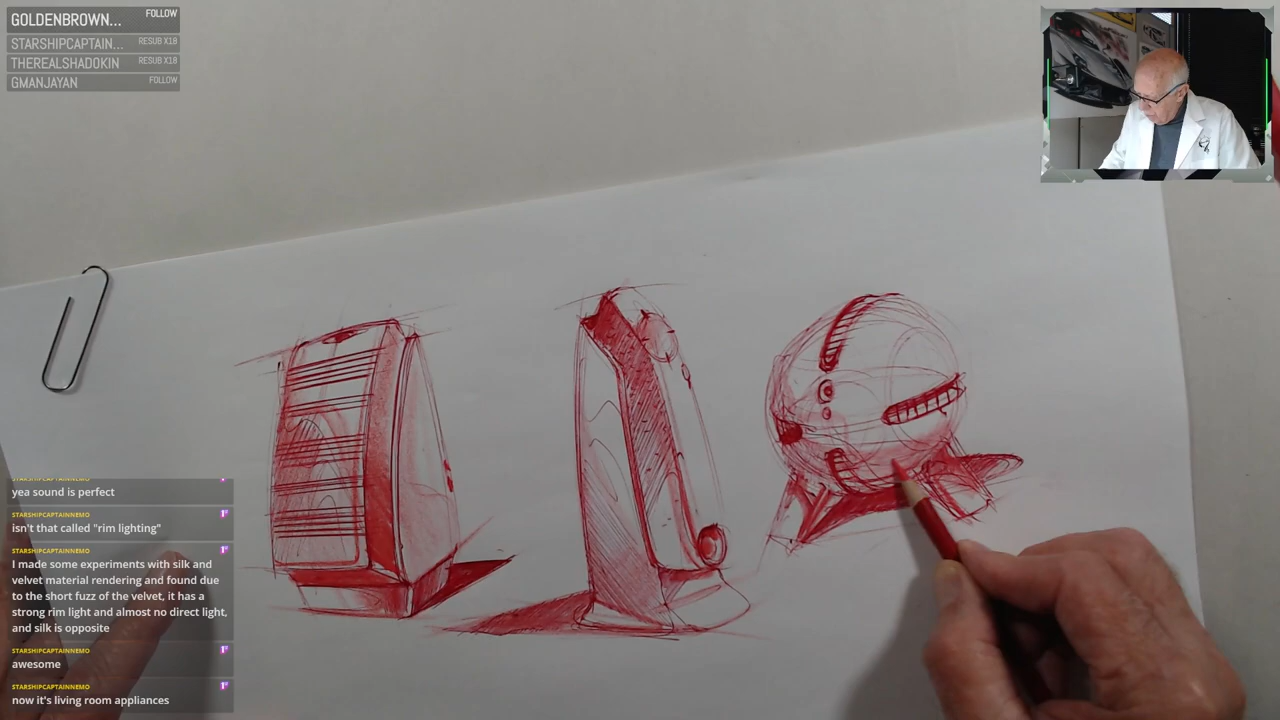 GOLDENBROWN...
FOLLOW
STARSHIPCAPTAIN...
RESUB X18
THEREALSHADOKIN
RESUB X18
GMANJAYAN
FOLLOW
STARSHIPCAPTAINNEMO
yea sound is perfect
STARSHIPCAPTAINNEMO
isn't that called "rim lighting"
STARSHIPCAPTAINNEMO
I made some experiments with silk and
velvet material rendering and found due
to the short fuzz of the velvet, it has a
strong rim light and almost no direct light,
and silk is opposite
STARSHIPCAPTAINNEMO
awesome
STARSHIPCAPTAINNEMO
now it's living room appliances